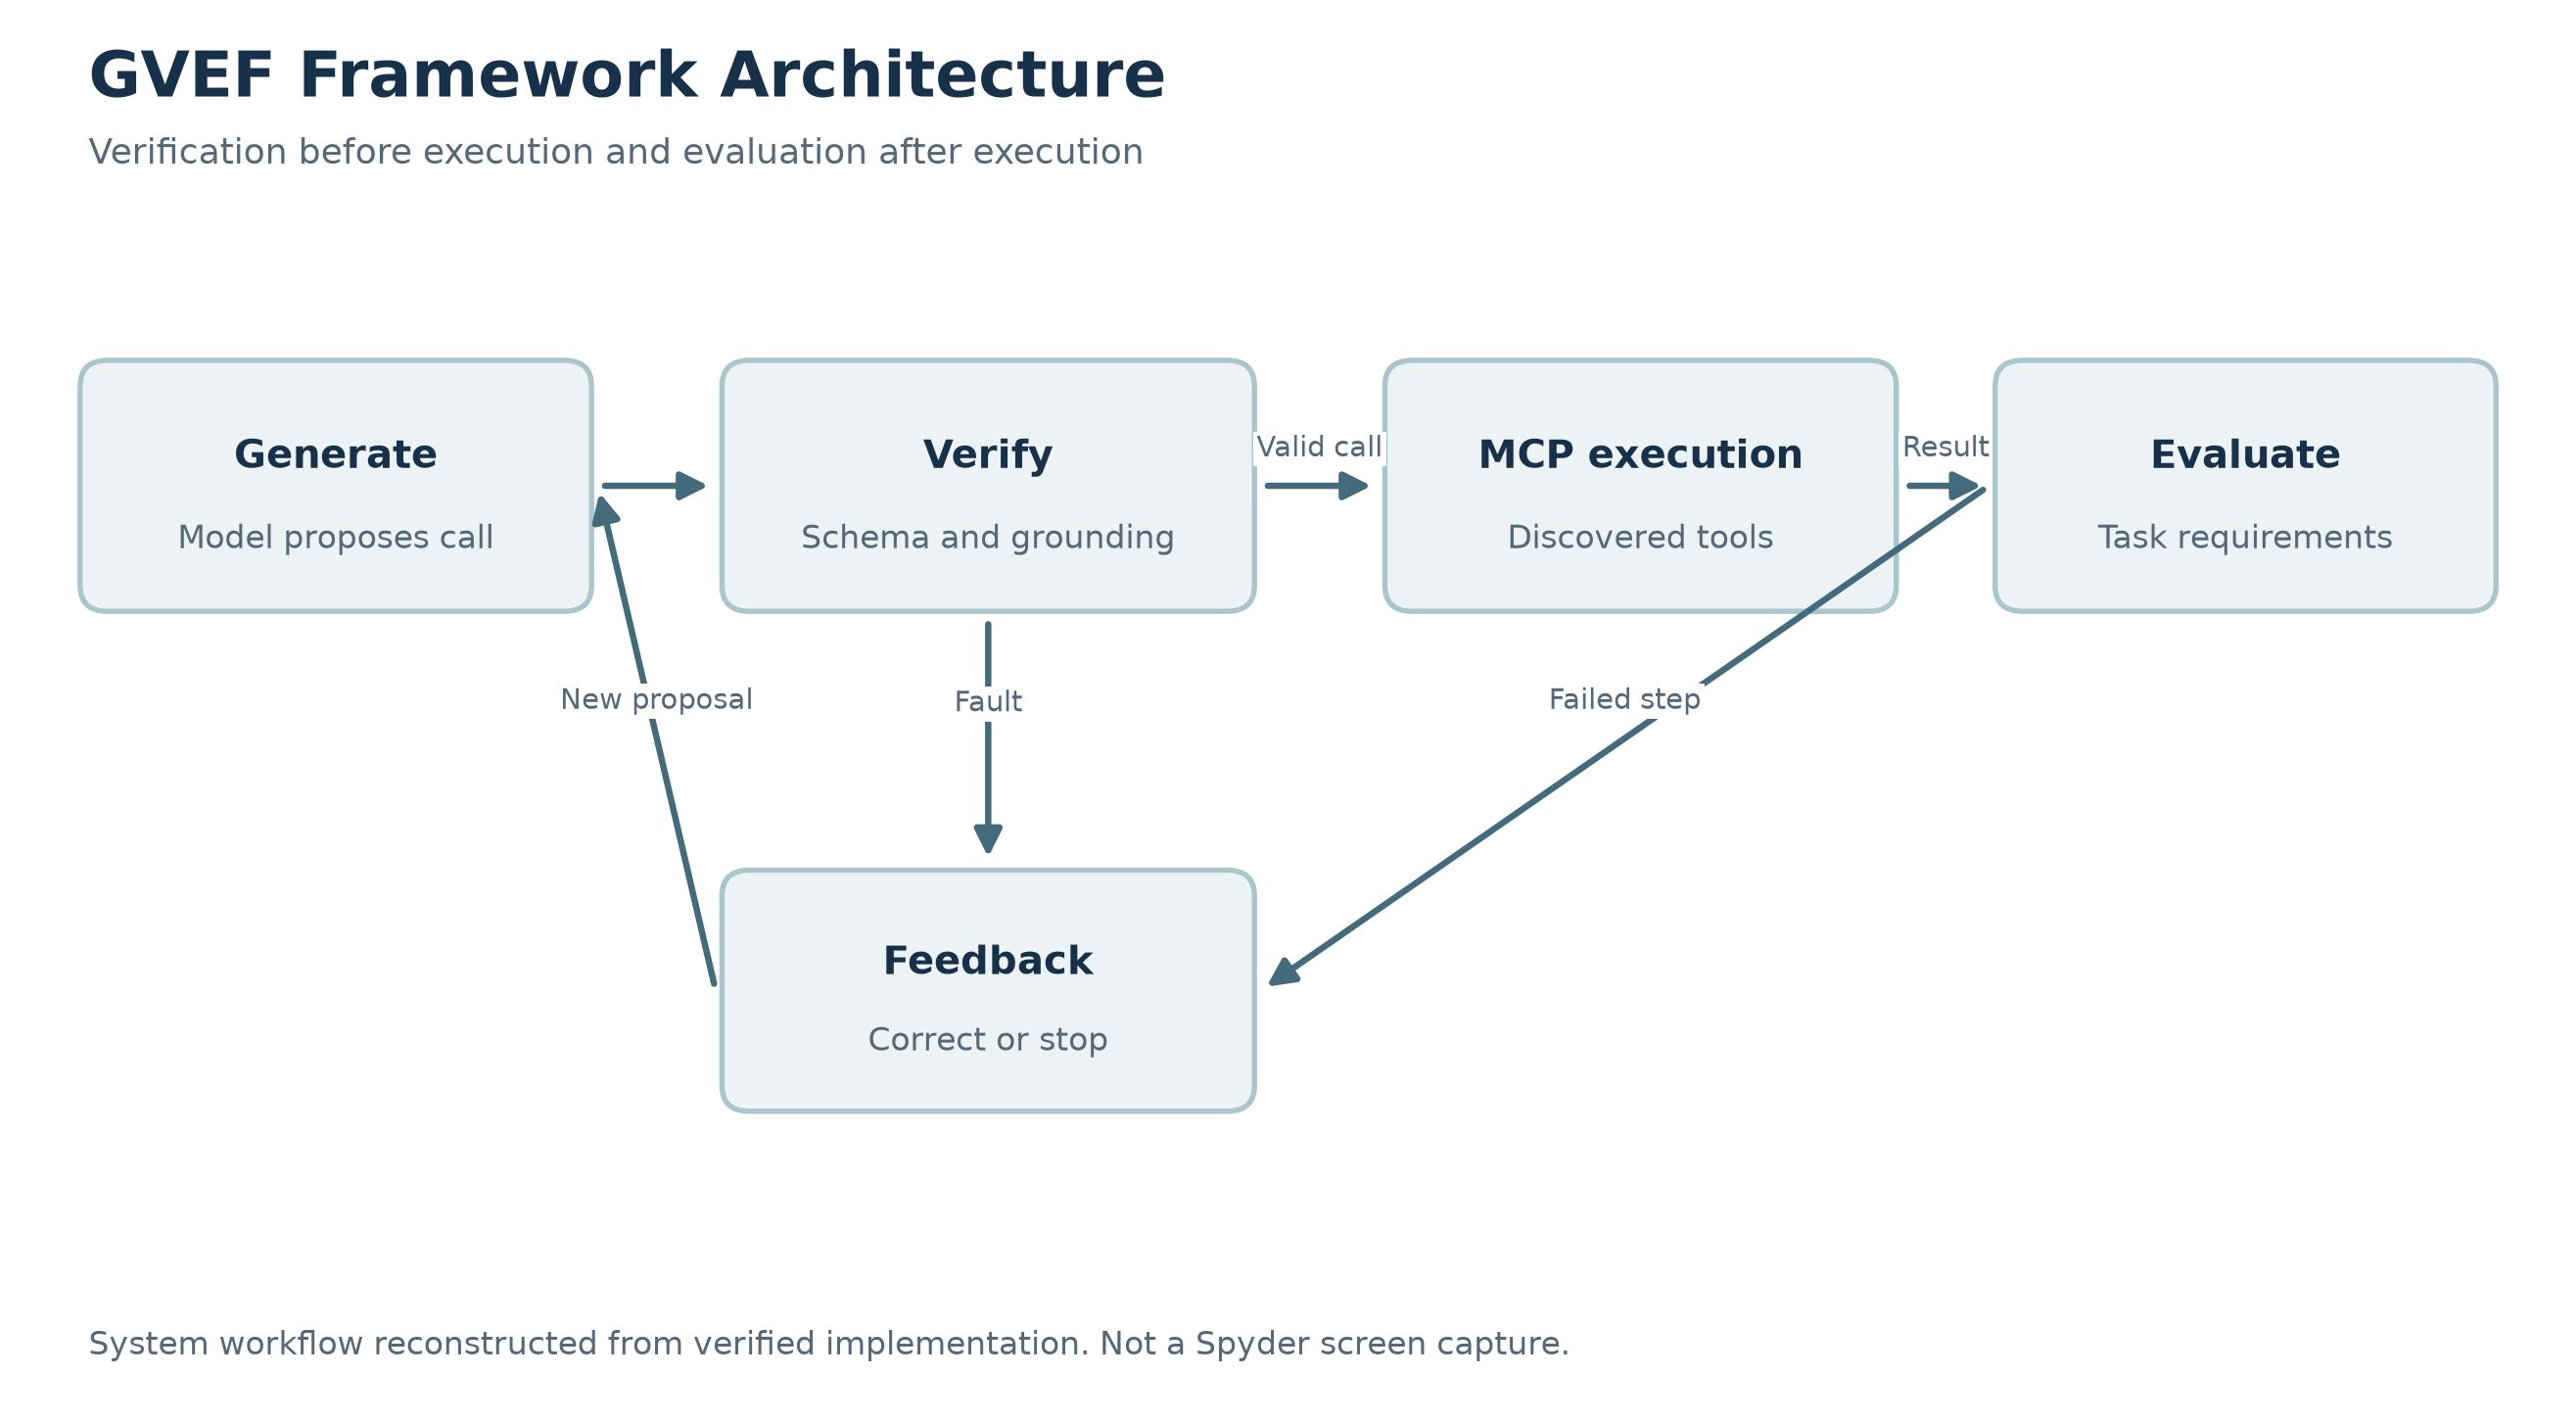 GVEF Framework Architecture
Verification before execution and evaluation after execution
Generate
Model proposes call
Verify
Schema and grounding
Valid call
MCP execution
Discovered tools
Result
Evaluate
Task requirements
New proposal
Fault
Failed step
Feedback
Correct or stop
System workflow reconstructed from verified implementation. Not a Spyder screen capture.